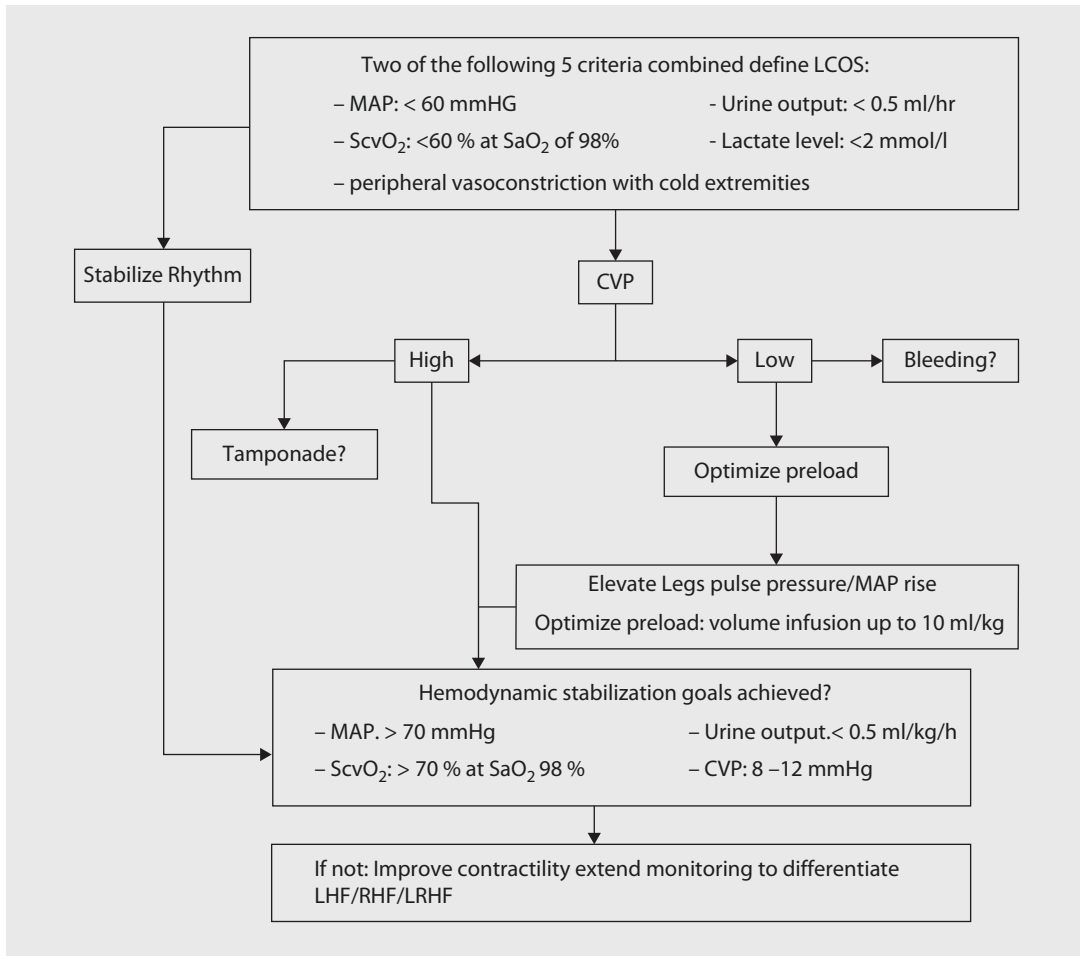 Two of the following 5 criteria combined define LCOS:
– MAP: < 60 mmHG
- Urine output: < 0.5 ml/hr
– ScvO₂: <60 % at SaO₂ of 98%
- Lactate level: <2 mmol/l
– peripheral vasoconstriction with cold extremities
Stabilize Rhythm
CVP
High
Low
Bleeding?
Tamponade?
Optimize preload
Elevate Legs pulse pressure/MAP rise
Optimize preload: volume infusion up to 10 ml/kg
Hemodynamic stabilization goals achieved?
– MAP. > 70 mmHg
– Urine output.< 0.5 ml/kg/h
– ScvO₂: > 70 % at SaO₂ 98 %
– CVP: 8 –12 mmHg
If not: Improve contractility extend monitoring to differentiate
LHF/RHF/LRHF